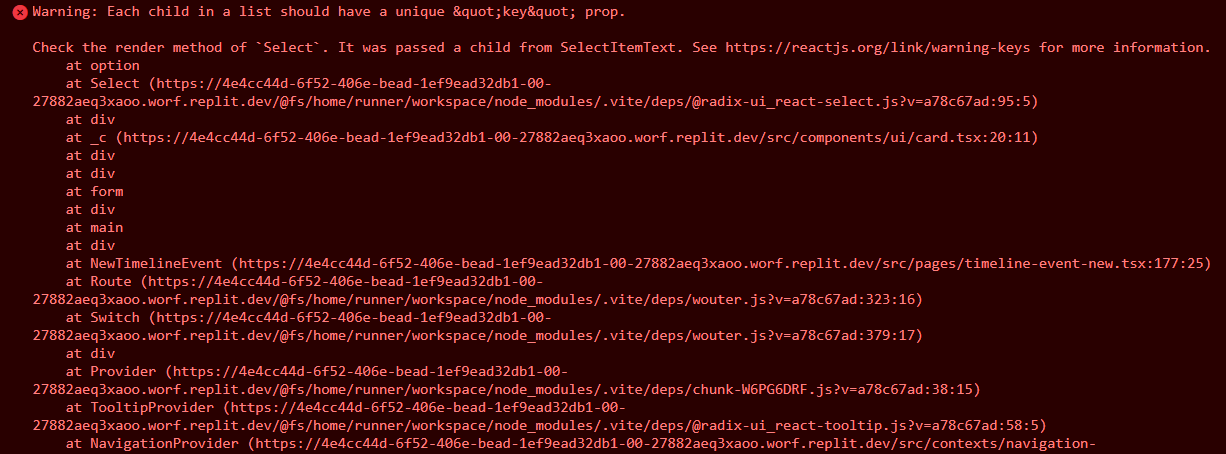 Warning: Each child in a list should have a unique &quot;key&quot; prop.
Check the render method of `Select`. It was passed a child from SelectItemText. See https://reactjs.org/link/warning-keys for more information.
at option
at Select (https://4e4cc44d-6f52-406e-bead-1ef9ead32db1-00-
27882aeq3xaoo.worf.replit.dev/@fs/home/runner/workspace/node_modules/.vite/deps/@radix-ui_react-select.js?v=a78c67ad:95:5)
at div
at _c (https://4e4cc44d-6f52-406e-bead-1ef9ead32db1-00-27882aeq3xaoo.worf.replit.dev/src/components/ui/card.tsx:20:11)
at div
at div
at form
at div
at main
at div
at NewTimelineEvent (https://4e4cc44d-6f52-406e-bead-1ef9ead32db1-00-27882aeq3xaoo.worf.replit.dev/src/pages/timeline-event-new.tsx:177:25)
at Route (https://4e4cc44d-6f52-406e-bead-1ef9ead32db1-00-
27882aeq3xaoo.worf.replit.dev/@fs/home/runner/workspace/node_modules/.vite/deps/wouter.js?v=a78c67ad:323:16)
at Switch (https://4e4cc44d-6f52-406e-bead-1ef9ead32db1-00-
27882aeq3xaoo.worf.replit.dev/@fs/home/runner/workspace/node_modules/.vite/deps/wouter.js?v=a78c67ad:379:17)
at div
at Provider (https://4e4cc44d-6f52-406e-bead-1ef9ead32db1-00-
27882aeq3xaoo.worf.replit.dev/@fs/home/runner/workspace/node_modules/.vite/deps/chunk-W6PG6DRF.js?v=a78c67ad:38:15)
at TooltipProvider (https://4e4cc44d-6f52-406e-bead-1ef9ead32db1-00-
27882aeq3xaoo.worf.replit.dev/@fs/home/runner/workspace/node_modules/.vite/deps/@radix-ui_react-tooltip.js?v=a78c67ad:58:5)
at NavigationProvider (https://4e4cc44d-6f52-406e-bead-1ef9ead32db1-00-27882aeq3xaoo.worf.replit.dev/src/contexts/navigation-